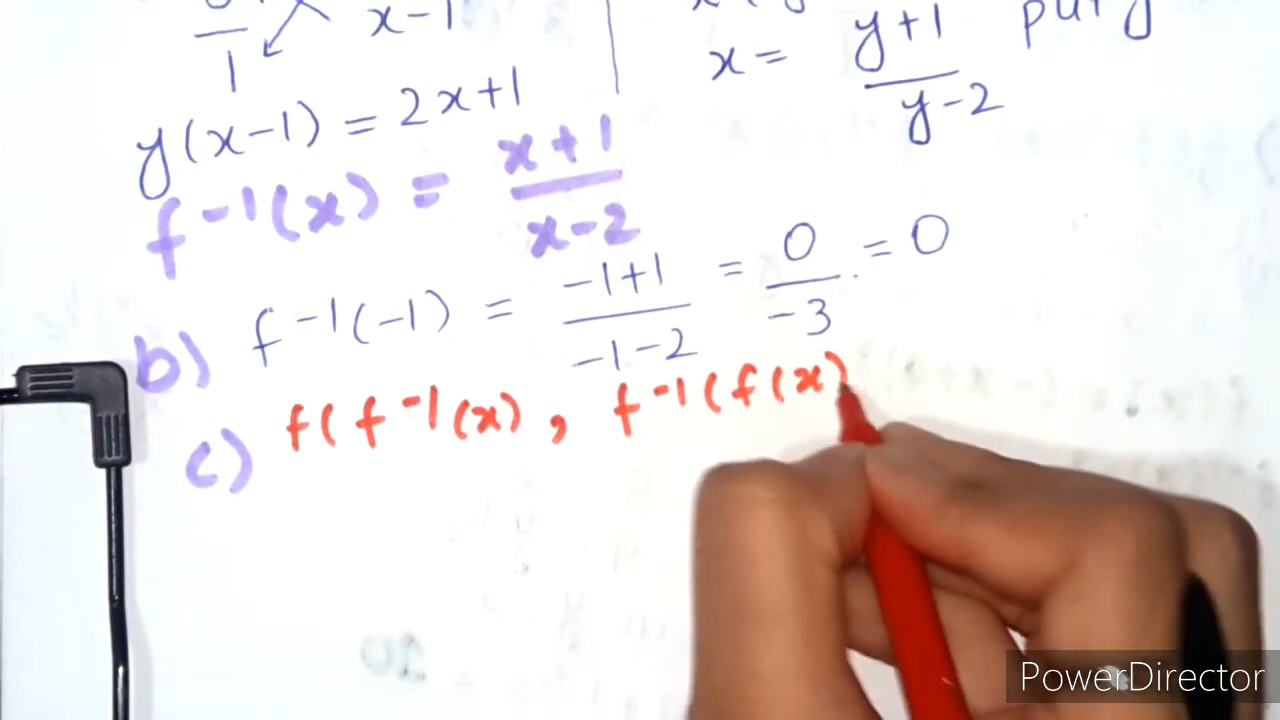 1
x-1
y(x-1) = 2x+1
x = y+1 / y-2
f⁻¹(x) = x+1 / x-2
b) f⁻¹(-1) = -1+1 / -1-2 = 0 / -3 = 0
c) f(f⁻¹(x), f⁻¹(f(x)
PowerDirector